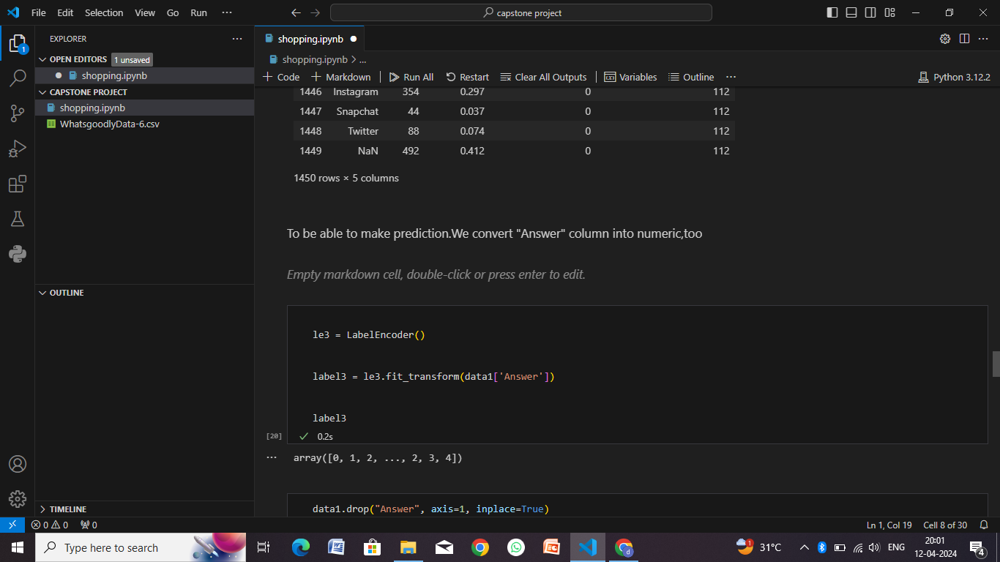 File Edit Selection View Go Run ···
capstone project
EXPLORER
OPEN EDITORS 1 unsaved
shopping.ipynb
CAPSTONE PROJECT
shopping.ipynb
WhatsgoodlyData-6.csv
OUTLINE
TIMELINE
1
shopping.ipynb
shopping.ipynb > ...
+ Code + Markdown Run All Restart Clear All Outputs Variables Outline ··· Python 3.12.2
1446 Instagram 354 0.297 0 112
1447 Snapchat 44 0.037 0 112
1448 Twitter 88 0.074 0 112
1449 NaN 492 0.412 0 112
1450 rows × 5 columns
To be able to make prediction.We convert "Answer" column into numeric,too
Empty markdown cell, double-click or press enter to edit.
le3 = LabelEncoder()
label3 = le3.fit_transform(data1['Answer'])
label3
[20] 0.2s
array([0, 1, 2, ..., 2, 3, 4])
data1.drop("Answer", axis=1, inplace=True)
0 0 0 Ln 1, Col 19 Cell 8 of 30
Type here to search
1 31°C ENG 20:01
12-04-2024
4